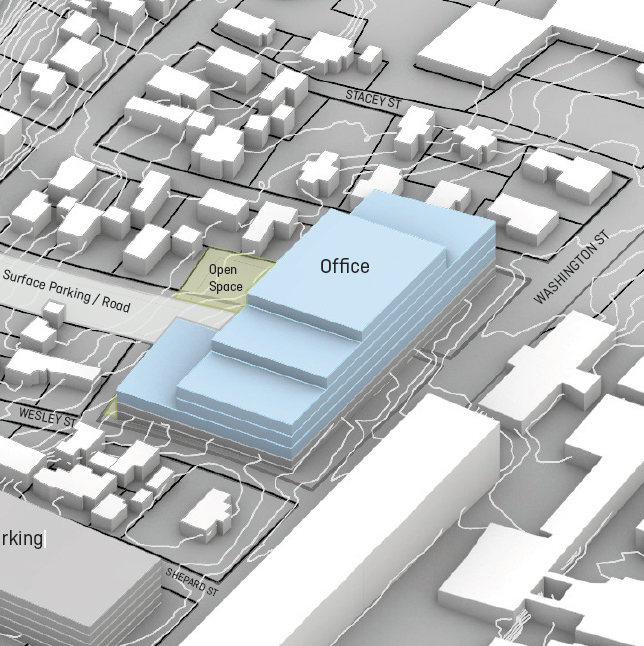 STACEY ST
WASHINGTON ST
Office
Open
Space
Surface Parking / Road
WESLEY ST
rking
SHEPARD ST